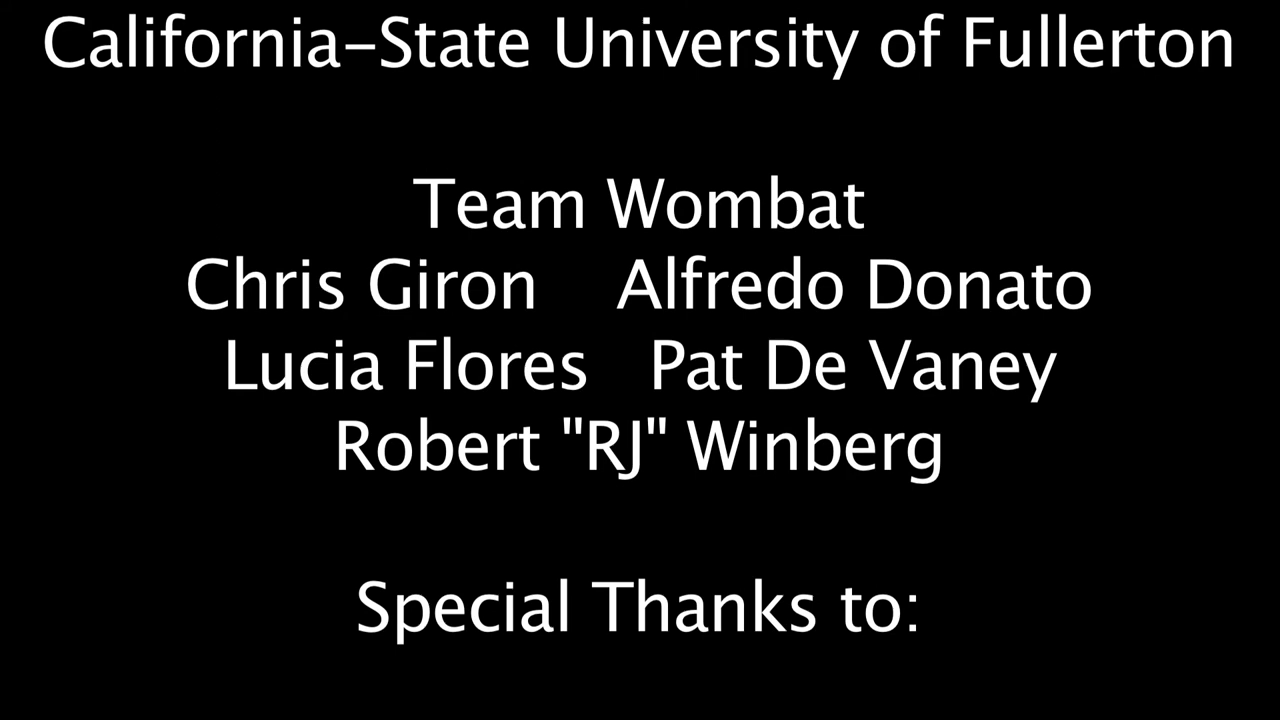 California-State University of Fullerton
Team Wombat
Chris Giron Alfredo Donato
Lucia Flores Pat De Vaney
Robert "RJ" Winberg
Special Thanks to: